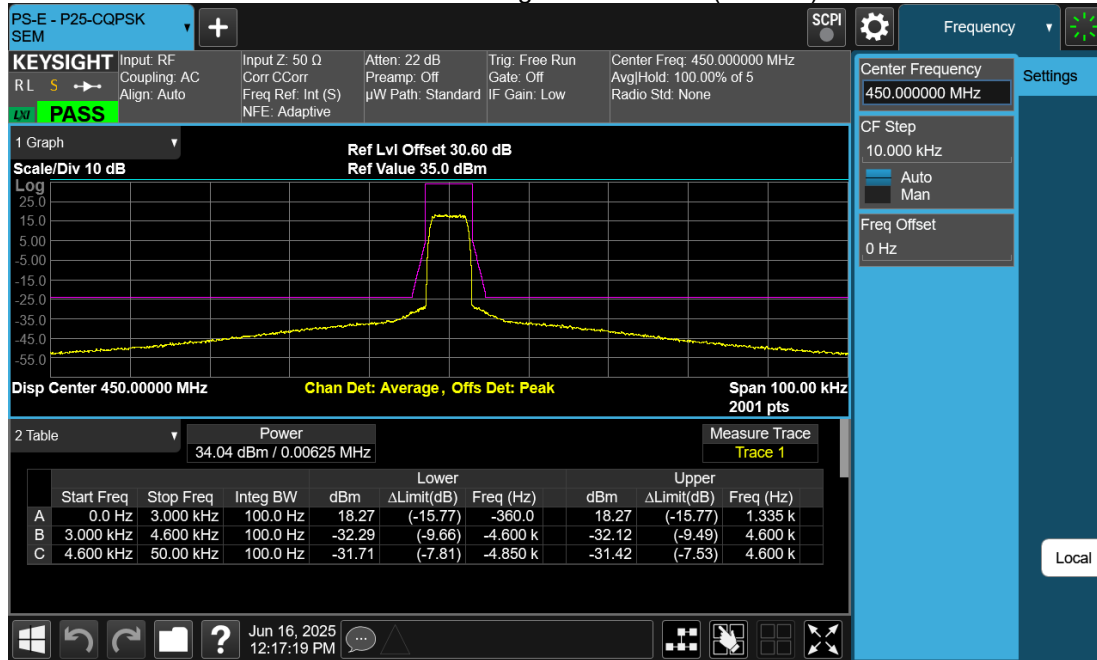 PS-E - P25-CQPSK
SEM
SCPI
Frequency
KEYSIGHT
R L S
LXI PASS
Input: RF
Coupling: AC
Align: Auto
Input Z: 50 Ω
Corr CCorr
Freq Ref: Int (S)
NFE: Adaptive
Atten: 22 dB
Preamp: Off
µW Path: Standard
Trig: Free Run
Gate: Off
IF Gain: Low
Center Freq: 450.000000 MHz
Avg|Hold: 100.00% of 5
Radio Std: None
Center Frequency
450.000000 MHz
Settings
CF Step
10.000 kHz
Auto
Man
Freq Offset
0 Hz
Local
1 Graph
Scale/Div 10 dB
Ref Lvl Offset 30.60 dB
Ref Value 35.0 dBm
Log
25.0
15.0
5.00
-5.00
-15.0
-25.0
-35.0
-45.0
-55.0
Disp Center 450.00000 MHz
Chan Det: Average, Offs Det: Peak
Span 100.00 kHz
2001 pts
2 Table
Power
34.04 dBm / 0.00625 MHz
Measure Trace
Trace 1
Lower Upper
Start Freq Stop Freq Integ BW dBm ΔLimit(dB) Freq (Hz) dBm ΔLimit(dB) Freq (Hz)
A 0.0 Hz 3.000 kHz 100.0 Hz 18.27 (-15.77) -360.0 18.27 (-15.77) 1.335 k
B 3.000 kHz 4.600 kHz 100.0 Hz -32.29 (-9.66) -4.600 k -32.12 (-9.49) 4.600 k
C 4.600 kHz 50.00 kHz 100.0 Hz -31.71 (-7.81) -4.850 k -31.42 (-7.53) 4.600 k
Jun 16, 2025
12:17:19 PM